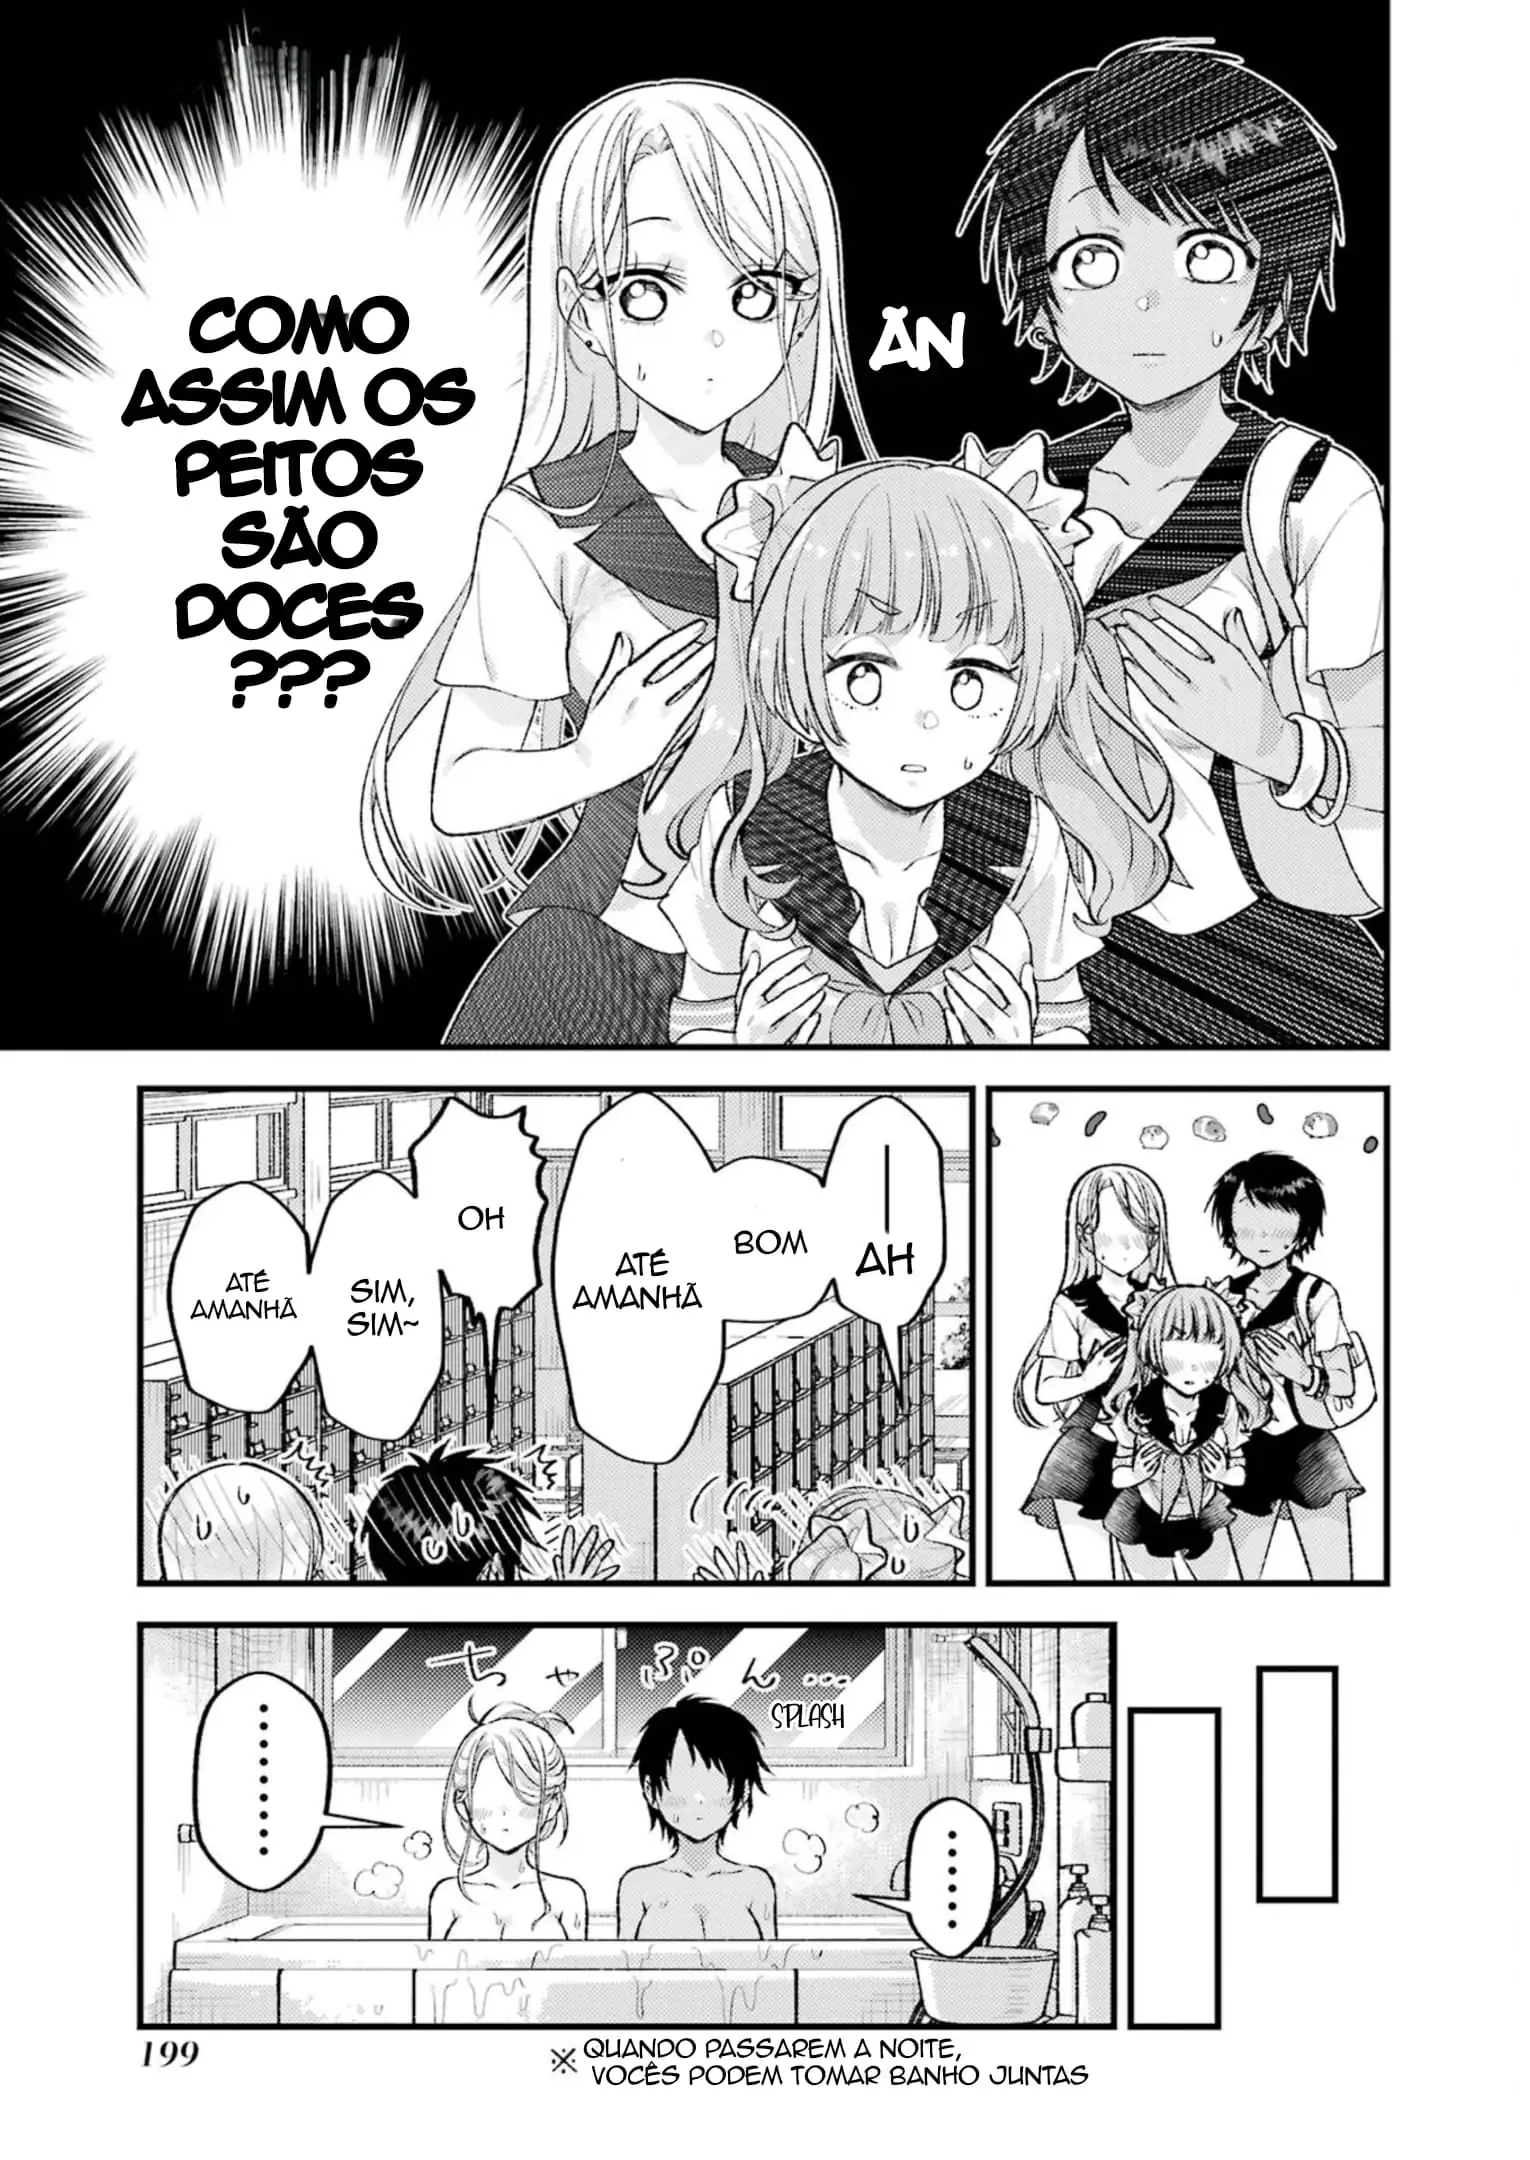 ÃN
COMO
ASSIM OS
PEITOS
SÃO
DOCES
???
AH
BOM
ATÉ
AMANHÃ
OH
SIM,
SIM~
ATÉ
AMANHÃ
ちゃぷん...
SPLASH
199
※ QUANDO PASSAREM A NOITE,
VOCÊS PODEM TOMAR BANHO JUNTAS